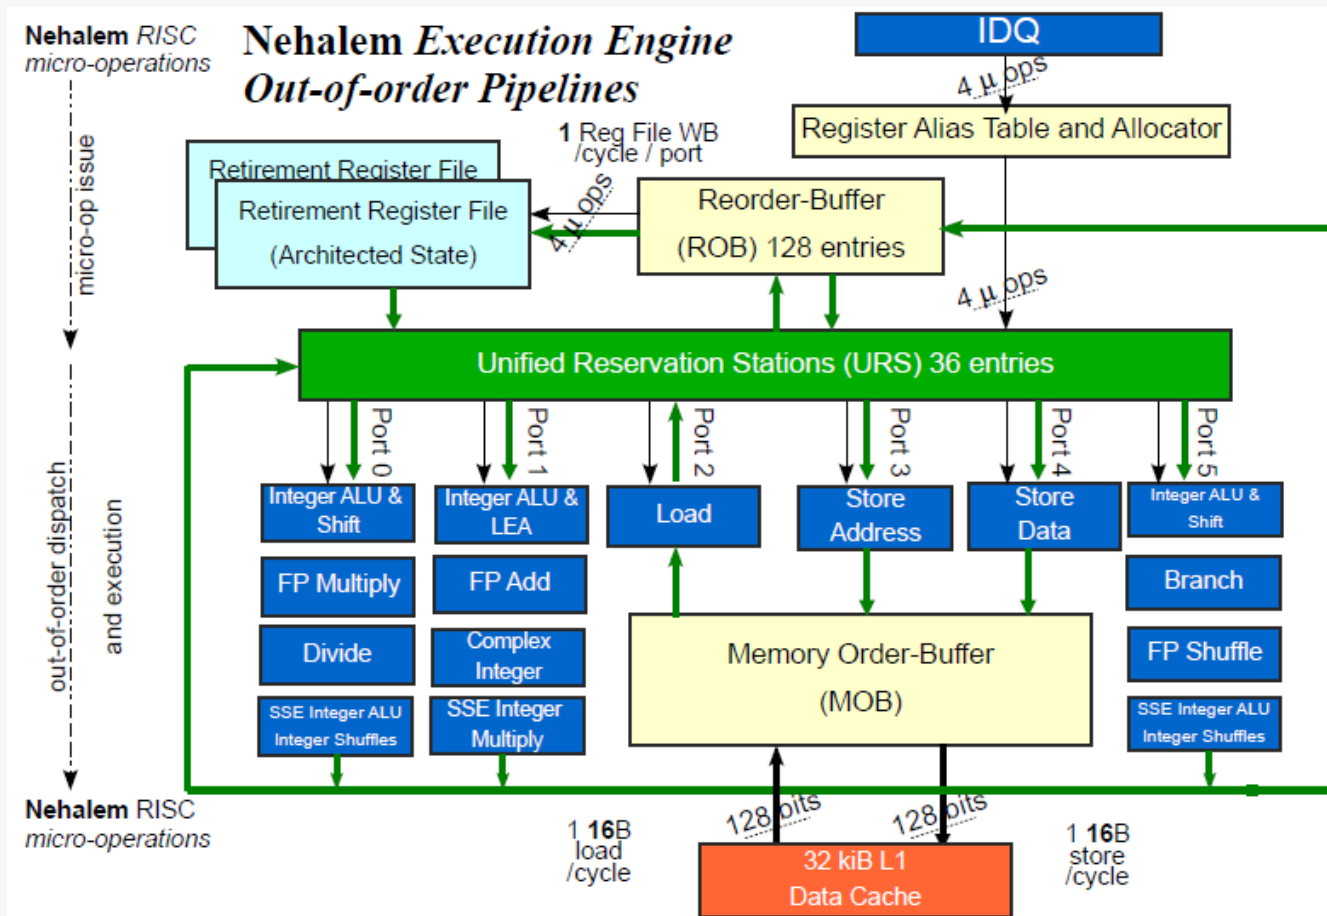 Nehalem RISC
micro-operations
Nehalem Execution Engine
Out-of-order Pipelines
IDQ
4 µ ops
Register Alias Table and Allocator
1 Reg File WB
/cycle / port
Retirement Register File
Retirement Register File
(Architected State)
4 µ ops
Reorder-Buffer
(ROB) 128 entries
4 µ ops
micro-op issue
Unified Reservation Stations (URS) 36 entries
Port 0
Port 1
Port 2
Port 3
Port 4
Port 5
out-of-order dispatch
and execution
Integer ALU &
Shift
FP Multiply
Divide
SSE Integer ALU
Integer Shuffles
Integer ALU &
LEA
FP Add
Complex
Integer
SSE Integer
Multiply
Load
Store
Address
Store
Data
Integer ALU &
Shift
Branch
FP Shuffle
SSE Integer ALU
Integer Shuffles
Memory Order-Buffer
(MOB)
Nehalem RISC
micro-operations
1 16B
load
/cycle
128 bits
128 bits
1 16B
store
/cycle
32 kiB L1
Data Cache